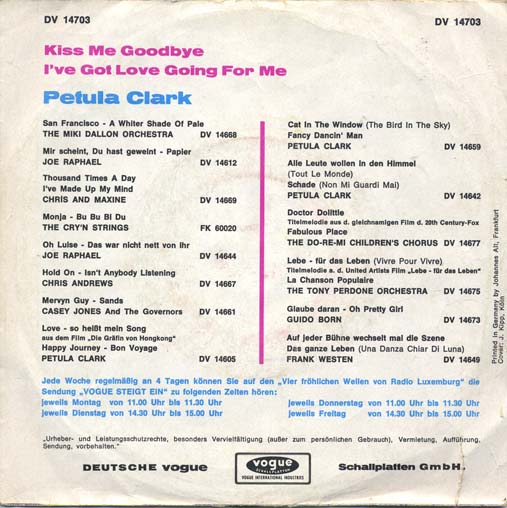 DV 14703
DV 14703
Kiss Me Goodbye
I've Got Love Going For Me
Petula Clark
San Francisco - A Whiter Shade Of Pale
THE MIKI DALLON ORCHESTRA DV 14668
Mir scheint, Du hast geweint - Papier
JOE RAPHAEL DV 14612
Thousand Times A Day
I've Made Up My Mind
CHRIS AND MAXINE DV 14669
Monja - Bu Bu Bi Du
THE CRY'N STRINGS FK 60020
Oh Luise - Das war nicht nett von ihr
JOE RAPHAEL DV 14644
Hold On - Isn't Anybody Listening
CHRIS ANDREWS DV 14667
Mervyn Guy - Sands
CASEY JONES And The Governors DV 14661
Love - so heißt mein Song
aus dem Film „Die Gräfin von Hongkong"
Happy Journey - Bon Voyage
PETULA CLARK DV 14605
Cat In The Window (The Bird In The Sky)
Fancy Dancin' Man
PETULA CLARK DV 14659
Alle Leute wollen in den Himmel
(Tout Le Monde)
Schade (Non Mi Guardi Mai)
PETULA CLARK DV 14642
Doctor Dolittle
Titelmelodie aus d. gleichnamigen Film d. 20th Century-Fox
Fabulous Place
THE DO-RE-MI CHILDREN'S CHORUS DV 14677
Lebe - für das Leben (Vivre Pour Vivre)
Titelmelodie a. d. United Artists Film „Lebe - für das Leben"
La Chanson Populaire
THE TONY PERDONE ORCHESTRA DV 14675
Glaube daran - Oh Pretty Girl
GUIDO BORN DV 14673
Auf jeder Bühne wechselt mal die Szene
Das ganze Leben (Una Danza Chiar Di Luna)
FRANK WESTEN DV 14649
Printed in Germany by Johannes Alt, Frankfurt
Cover: J. Kipp, Köln
Jede Woche regelmäßig an 4 Tagen können Sie auf den „Vier fröhlichen Wellen von Radio Luxemburg" die
Sendung „VOGUE STEIGT EIN" zu folgenden Zeiten hören:
jeweils Montag von 11.00 Uhr bis 11.30 Uhr
jeweils Dienstag von 14.30 Uhr bis 15.00 Uhr
jeweils Donnerstag von 11.00 Uhr bis 11.30 Uhr
jeweils Freitag von 14.30 Uhr bis 15.00 Uhr
„Urheber- und Leistungsschutzrechte, besonders Vervielfältigung (außer zum persönlichen Gebrauch), Vermietung, Aufführung,
Sendung, vorbehalten."
DEUTSCHE VOGUE
vogue
SCHALLPLATTEN
VOGUE INTERNATIONAL INDUSTRIES
Schallplatten GmbH.